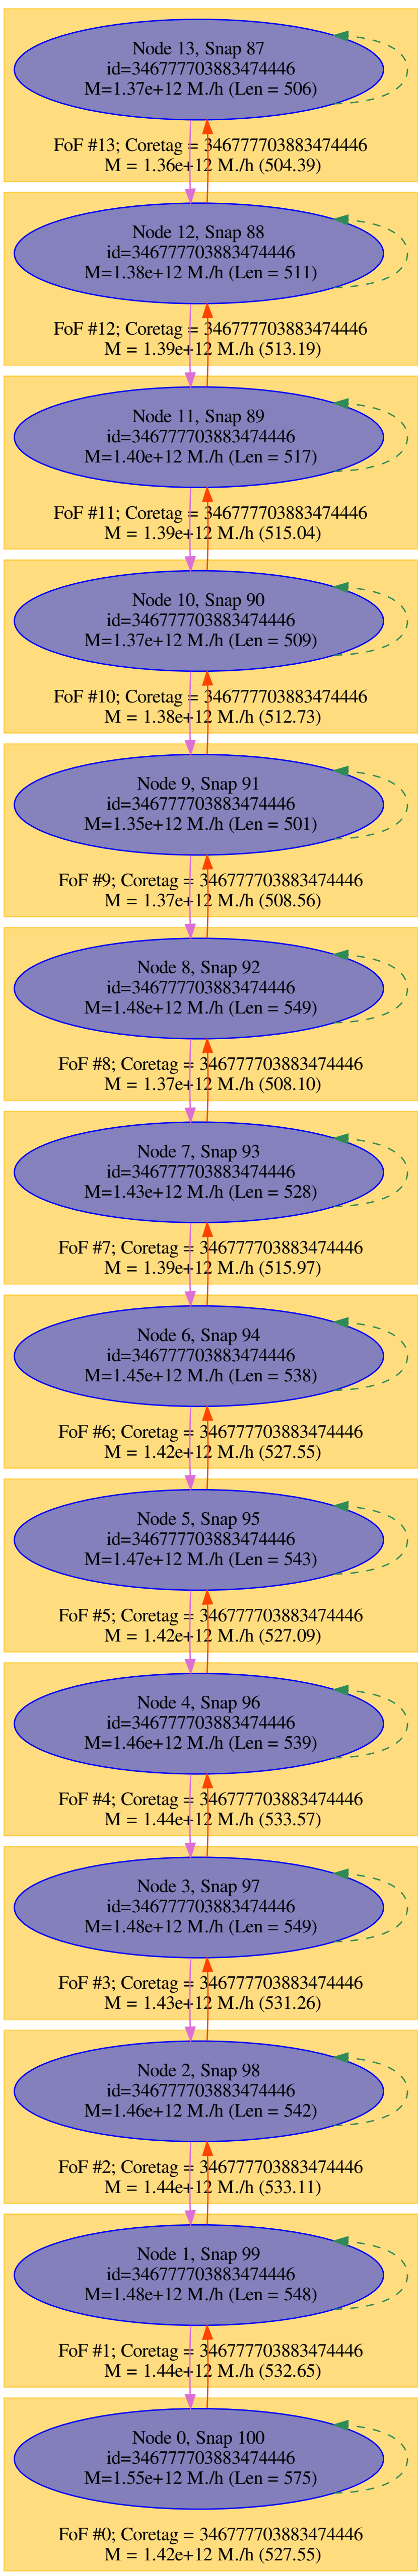 Node 13, Snap 87
id=346777703883474446
M=1.37e+12 M./h (Len = 506)
FoF #13; Coretag = 346777703883474446
M = 1.36e+12 M./h (504.39)
Node 12, Snap 88
id=346777703883474446
M=1.38e+12 M./h (Len = 511)
FoF #12; Coretag = 346777703883474446
M = 1.39e+12 M./h (513.19)
Node 11, Snap 89
id=346777703883474446
M=1.40e+12 M./h (Len = 517)
FoF #11; Coretag = 346777703883474446
M = 1.39e+12 M./h (515.04)
Node 10, Snap 90
id=346777703883474446
M=1.37e+12 M./h (Len = 509)
FoF #10; Coretag = 346777703883474446
M = 1.38e+12 M./h (512.73)
Node 9, Snap 91
id=346777703883474446
M=1.35e+12 M./h (Len = 501)
FoF #9; Coretag = 346777703883474446
M = 1.37e+12 M./h (508.56)
Node 8, Snap 92
id=346777703883474446
M=1.48e+12 M./h (Len = 549)
FoF #8; Coretag = 346777703883474446
M = 1.37e+12 M./h (508.10)
Node 7, Snap 93
id=346777703883474446
M=1.43e+12 M./h (Len = 528)
FoF #7; Coretag = 346777703883474446
M = 1.39e+12 M./h (515.97)
Node 6, Snap 94
id=346777703883474446
M=1.45e+12 M./h (Len = 538)
FoF #6; Coretag = 346777703883474446
M = 1.42e+12 M./h (527.55)
Node 5, Snap 95
id=346777703883474446
M=1.47e+12 M./h (Len = 543)
FoF #5; Coretag = 346777703883474446
M = 1.42e+12 M./h (527.09)
Node 4, Snap 96
id=346777703883474446
M=1.46e+12 M./h (Len = 539)
FoF #4; Coretag = 346777703883474446
M = 1.44e+12 M./h (533.57)
Node 3, Snap 97
id=346777703883474446
M=1.48e+12 M./h (Len = 549)
FoF #3; Coretag = 346777703883474446
M = 1.43e+12 M./h (531.26)
Node 2, Snap 98
id=346777703883474446
M=1.46e+12 M./h (Len = 542)
FoF #2; Coretag = 346777703883474446
M = 1.44e+12 M./h (533.11)
Node 1, Snap 99
id=346777703883474446
M=1.48e+12 M./h (Len = 548)
FoF #1; Coretag = 346777703883474446
M = 1.44e+12 M./h (532.65)
Node 0, Snap 100
id=346777703883474446
M=1.55e+12 M./h (Len = 575)
FoF #0; Coretag = 346777703883474446
M = 1.42e+12 M./h (527.55)